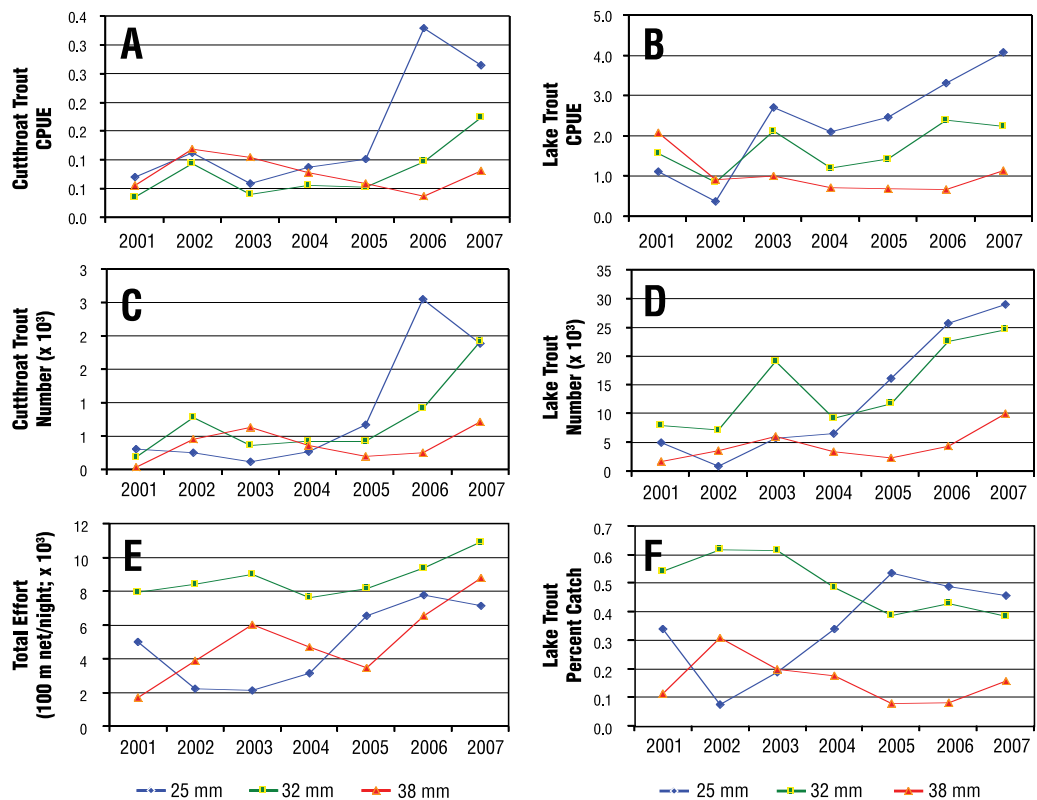 A
Cutthroat Trout
CPUE
0.4
0.3
0.3
0.2
0.2
0.1
0.1
0.0
2001 2002 2003 2004 2005 2006 2007
B
Lake Trout
CPUE
5.0
4.0
3.0
2.0
1.0
0.0
2001 2002 2003 2004 2005 2006 2007
C
Cutthroat Trout
Number (x 10³)
3
3
2
2
1
1
0
2001 2002 2003 2004 2005 2006 2007
D
Lake Trout
Number (x 10³)
35
30
25
20
15
10
5
0
2001 2002 2003 2004 2005 2006 2007
E
Total Effort
(100 m net/night; x 10³)
12
10
8
6
4
2
0
2001 2002 2003 2004 2005 2006 2007
F
Lake Trout
Percent Catch
0.7
0.6
0.5
0.4
0.3
0.2
0.1
0.0
2001 2002 2003 2004 2005 2006 2007
25 mm 32 mm 38 mm
25 mm 32 mm 38 mm